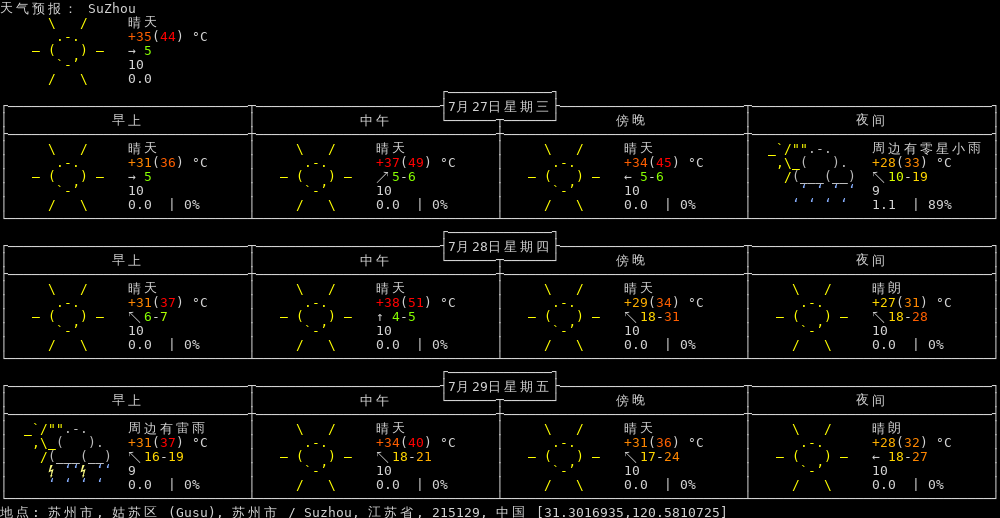 天气预报: SuZhou
晴天
+35(44) °C
→ 5
10
0.0
7月27日星期三
早上 中午 傍晚 夜间
晴天 晴天 晴天 周边有零星小雨
+31(36) °C +37(49) °C +34(45) °C +28(33) °C
→ 5 ↗ 5-6 ← 5-6 ↖ 10-19
10 10 10 9
0.0 | 0% 0.0 | 0% 0.0 | 0% 1.1 | 89%
7月28日星期四
早上 中午 傍晚 夜间
晴天 晴天 晴天 晴朗
+31(37) °C +38(51) °C +29(34) °C +27(31) °C
↖ 6-7 ↑ 4-5 ↖ 18-31 ↖ 18-28
10 10 10 10
0.0 | 0% 0.0 | 0% 0.0 | 0% 0.0 | 0%
7月29日星期五
早上 中午 傍晚 夜间
周边有雷雨 晴天 晴天 晴朗
+31(37) °C +34(40) °C +31(36) °C +28(32) °C
↖ 16-19 ↖ 18-21 ↖ 17-24 ← 18-27
9 10 10 10
0.0 | 0% 0.0 | 0% 0.0 | 0% 0.0 | 0%
地点: 苏州市, 姑苏区 (Gusu), 苏州市 / Suzhou, 江苏省, 215129, 中国 [31.3016935,120.5810725]